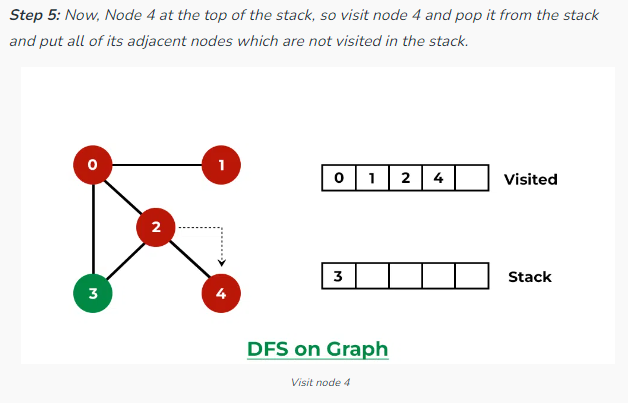 Step 5: Now, Node 4 at the top of the stack, so visit node 4 and pop it from the stack
and put all of its adjacent nodes which are not visited in the stack.
0 1
0 1 2 4 Visited
2
3 Stack
3 4
DFS on Graph
Visit node 4